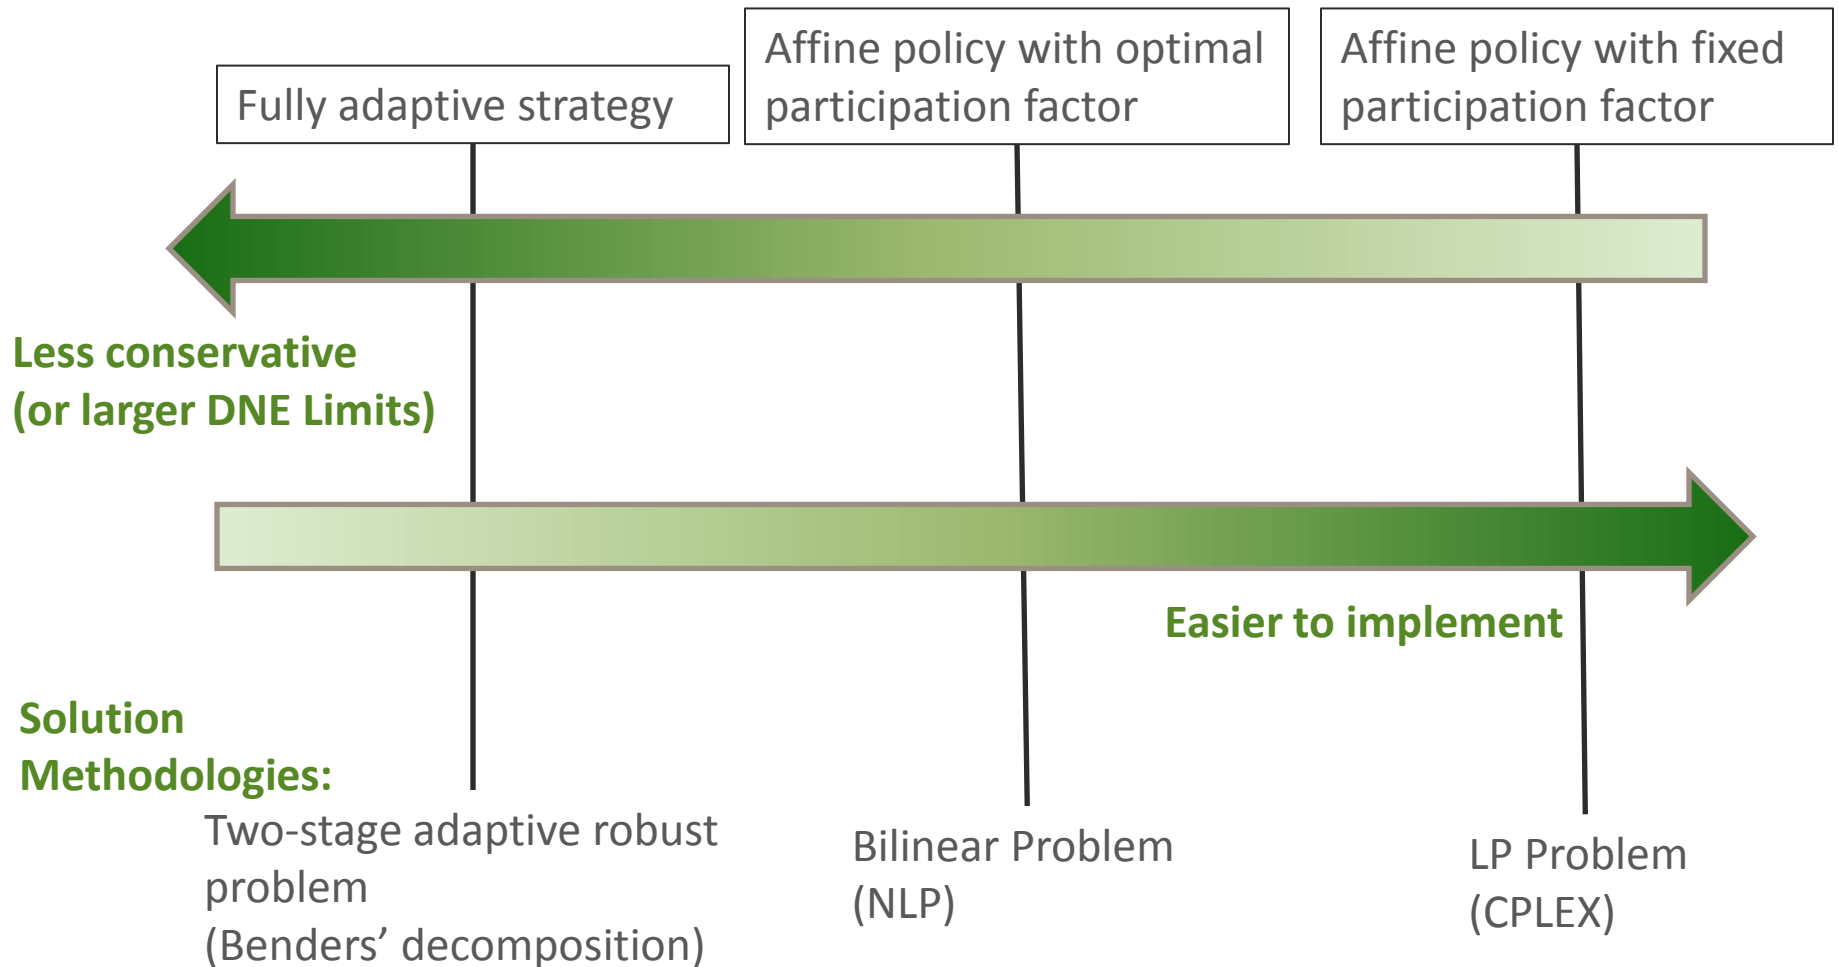 Fully adaptive strategy
Affine policy with optimal
participation factor
Affine policy with fixed
participation factor
Less conservative
(or larger DNE Limits)
Easier to implement
Solution
Methodologies:
Two-stage adaptive robust
problem
(Benders’ decomposition)
Bilinear Problem
(NLP)
LP Problem
(CPLEX)